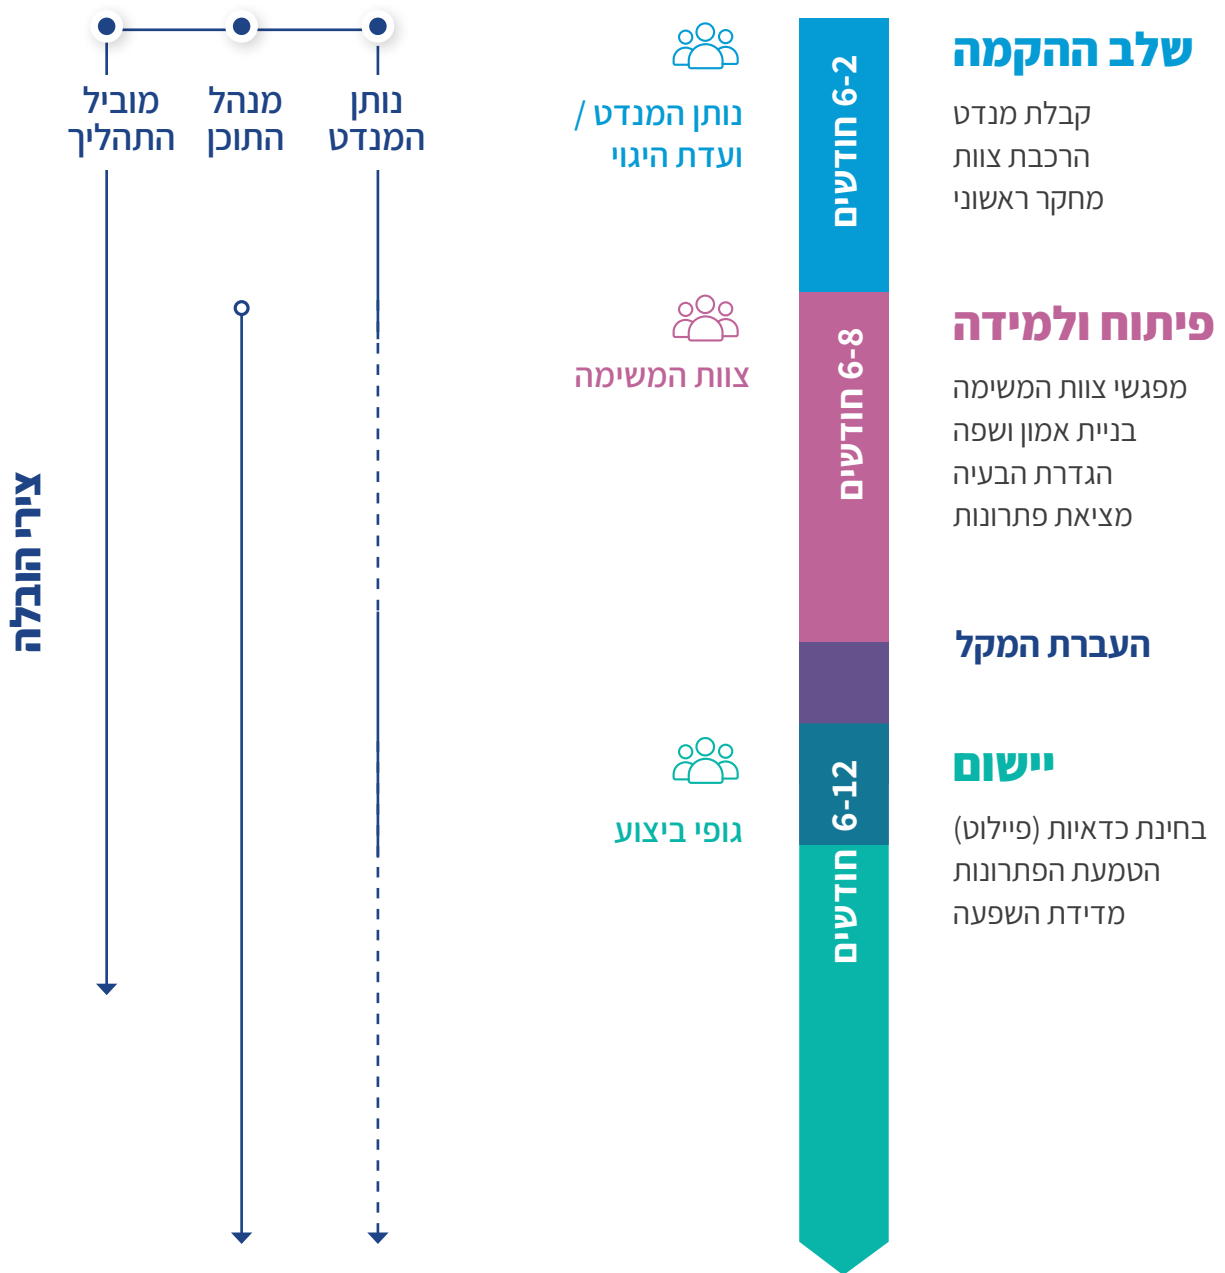 שלב ההקמה
קבלת מנדט
הרכבת צוות
מחקר ראשוני
6-2 חודשים
נותן המנדט /
ועדת היגוי
פיתוח ולמידה
מפגשי צוות המשימה
בניית אמון ושפה
הגדרת הבעיה
מציאת פתרונות
6-8 חודשים
צוות המשימה
העברת המקל
יישום
בחינת כדאיות (פיילוט)
הטמעת הפתרונות
מדידת השפעה
6-12 חודשים
גופי ביצוע
נותן
המנדט
מנהל
התוכן
מוביל
התהליך
צירי הובלה